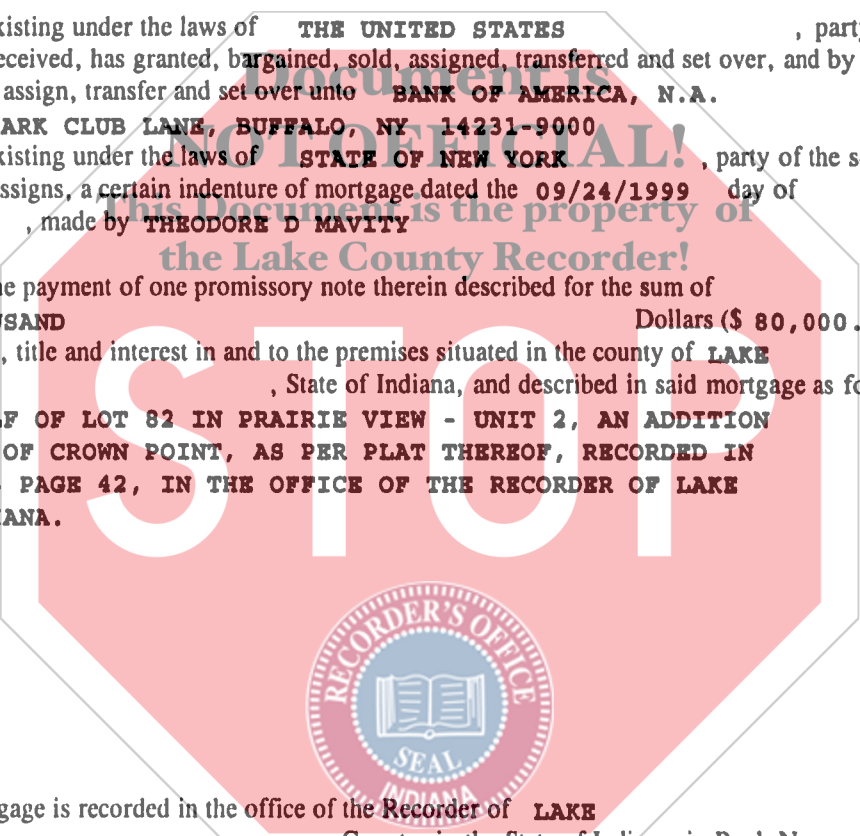 xisting under the laws of THE UNITED STATES , party
eceived, has granted, bargained, sold, assigned, transferred and set over, and by
assign, transfer and set over unto BANK OF AMERICA, N.A.
Document is
ARK CLUB LANE, BUFFALO, NY 14231-9000
NOT OFFICIAL!
xisting under the laws of STATE OF NEW YORK , party of the s
ssigns, a certain indenture of mortgage dated the 09/24/1999 day of
This Document is the property of
, made by THEODORE D MAVITY
the Lake County Recorder!
e payment of one promissory note therein described for the sum of
USAND Dollars ($ 80,000.
, title and interest in and to the premises situated in the county of LAKE
, State of Indiana, and described in said mortgage as fo
LF OF LOT 82 IN PRAIRIE VIEW - UNIT 2, AN ADDITION
OF CROWN POINT, AS PER PLAT THEREOF, RECORDED IN
PAGE 42, IN THE OFFICE OF THE RECORDER OF LAKE
IANA.
STOP
RECORDER'S OFFICE
SEAL
INDIANA
gage is recorded in the office of the Recorder of LAKE